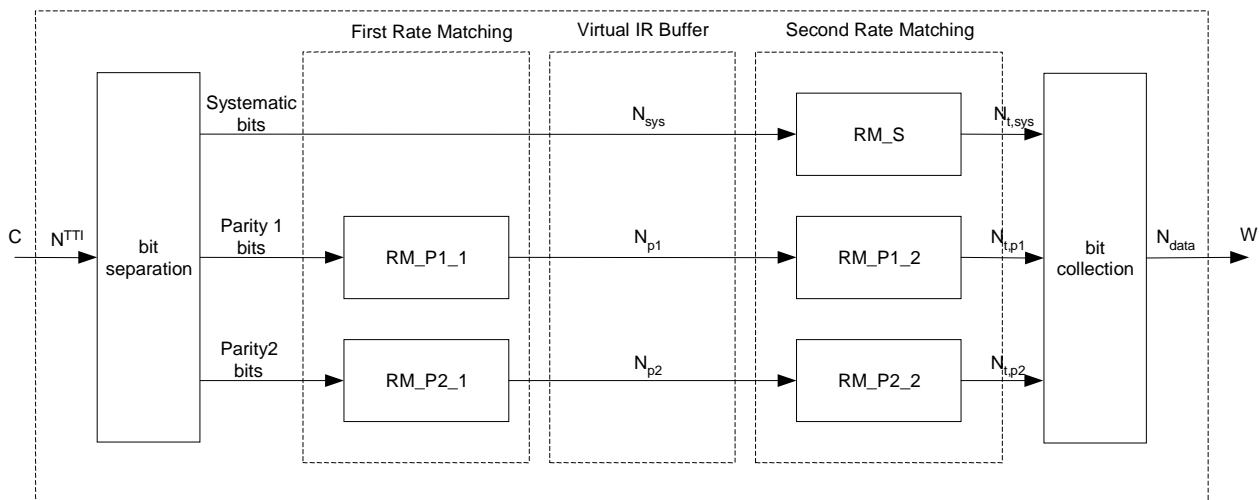 First Rate Matching
Virtual IR Buffer
Second Rate Matching
Systematic
bits
N_sys
RM_S
N_t,sys
C
N^TTI
bit
separation
Parity 1
bits
RM_P1_1
N_p1
RM_P1_2
N_t,p1
bit
collection
N_data
W
Parity2
bits
RM_P2_1
N_p2
RM_P2_2
N_t,p2